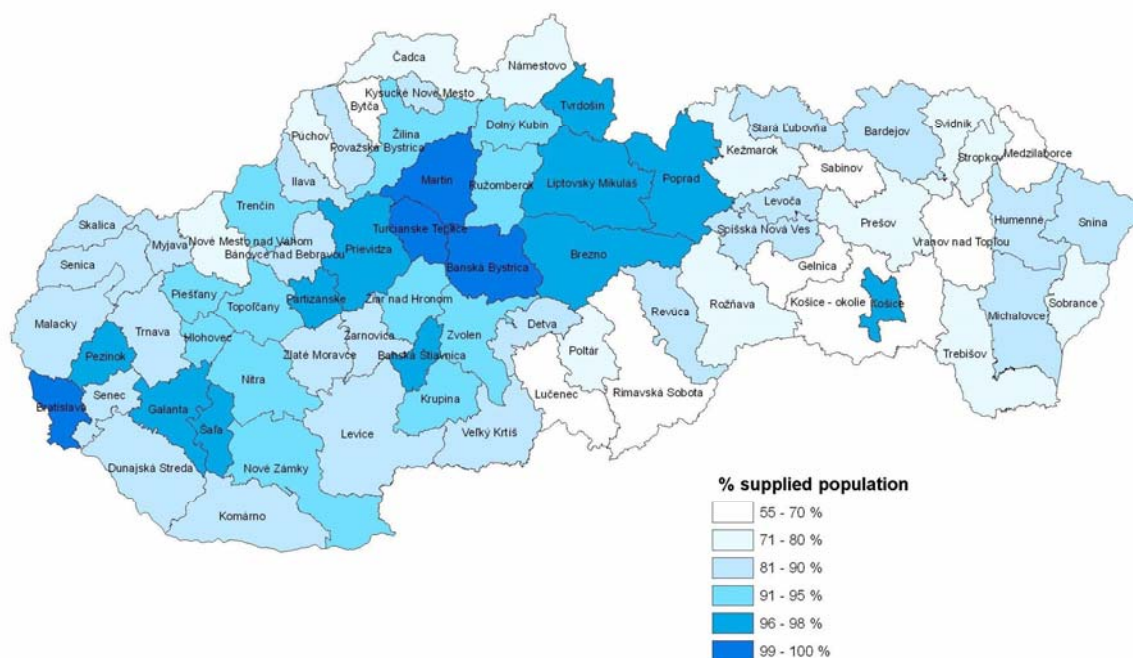 Čadca
Námestovo
Kysucké Nové Mesto
Bytča
Tvrdošín
Púchov
Žilina
Dolný Kubín
Považská Bystrica
Stará Ľubovňa
Bardejov
Svidník
Stropkov
Medzilaborce
Kežmarok
Sabinov
Ilava
Martin
Ružomberok
Liptovský Mikuláš
Poprad
Levoča
Prešov
Humenné
Snina
Trenčín
Skalica
Myjava
Nové Mesto nad Váhom
Bánovce nad Bebravou
Prievidza
Turčianske Teplice
Banská Bystrica
Brezno
Spišská Nová Ves
Vranov nad Topľou
Gelnica
Senica
Piešťany
Topoľčany
Partizánske
Žiar nad Hronom
Rožňava
Košice - okolie
Košice
Sobrance
Malacky
Trnava
Hlohovec
Zlaté Moravce
Žarnovica
Zvolen
Detva
Revúca
Michalovce
Pezinok
Banská Štiavnica
Poltár
Trebišov
Nitra
Krupina
Lučenec
Rimavská Sobota
Bratislava
Senec
Galanta
Šaľa
Levice
Veľký Krtíš
Dunajská Streda
Nové Zámky
Komárno
% supplied population
55 - 70 %
71 - 80 %
81 - 90 %
91 - 95 %
96 - 98 %
99 - 100 %